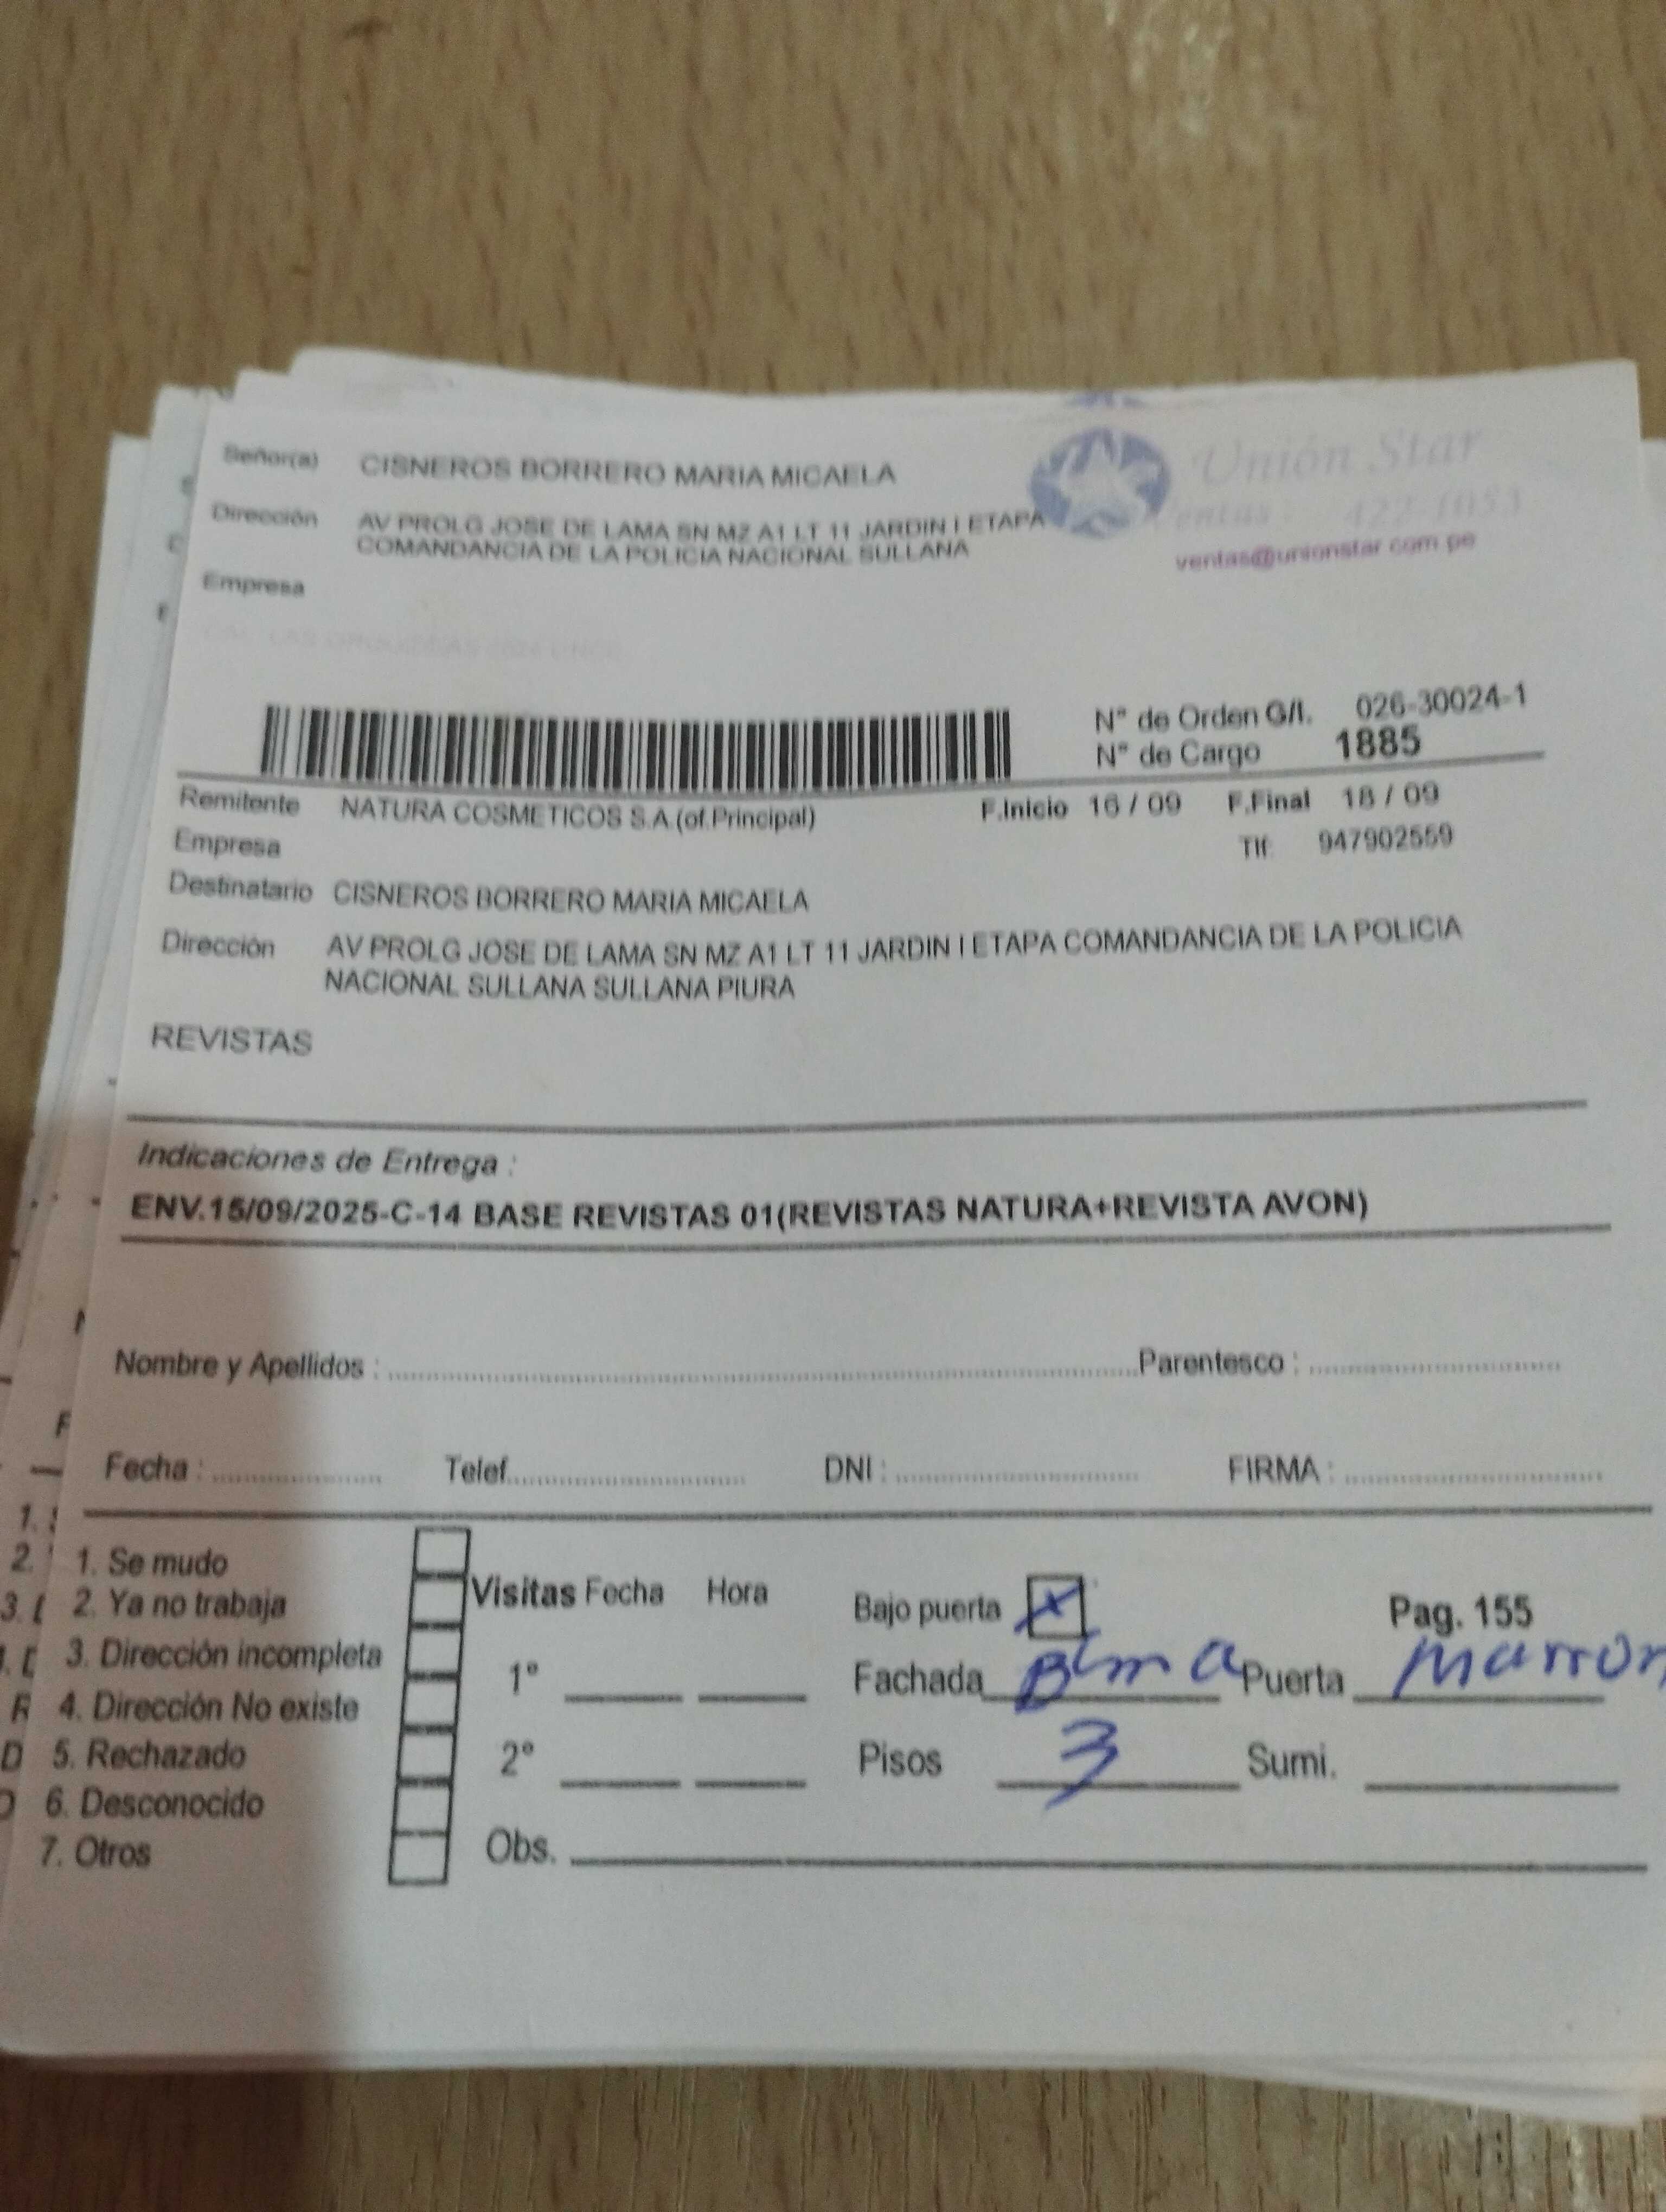 Señor(a) CISNEROS BORRERO MARIA MICAELA
Unión Star
Dirección AV PROLG JOSE DE LAMA SN MZ A1 LT 11 JARDIN I ETAPA
422-1053
COMANDANCIA DE LA POLICIA NACIONAL SULLANA
ventas@unionstar.com.pe
Empresa
N° de Orden G/I. 026-30024-1
N° de Cargo 1885
Remitente NATURA COSMETICOS S.A.(of.Principal) F.Inicio 16 / 09 F.Final 18 / 09
Empresa Tlf 947902559
Destinatario CISNEROS BORRERO MARIA MICAELA
Dirección AV PROLG JOSE DE LAMA SN MZ A1 LT 11 JARDIN I ETAPA COMANDANCIA DE LA POLICIA
NACIONAL SULLANA SULLANA PIURA
REVISTAS
Indicaciones de Entrega :
ENV.15/09/2025-C-14 BASE REVISTAS 01(REVISTAS NATURA+REVISTA AVON)
Nombre y Apellidos : Parentesco :
Fecha : Telef. DNI : FIRMA :
1. Se mudo
2. Ya no trabaja
3. Dirección incompleta
4. Dirección No existe
5. Rechazado
6. Desconocido
7. Otros
Visitas Fecha Hora
1°
2°
Obs.
Bajo puerta X Pag. 155
Fachada Puerta marron
Pisos 3 Sumi.